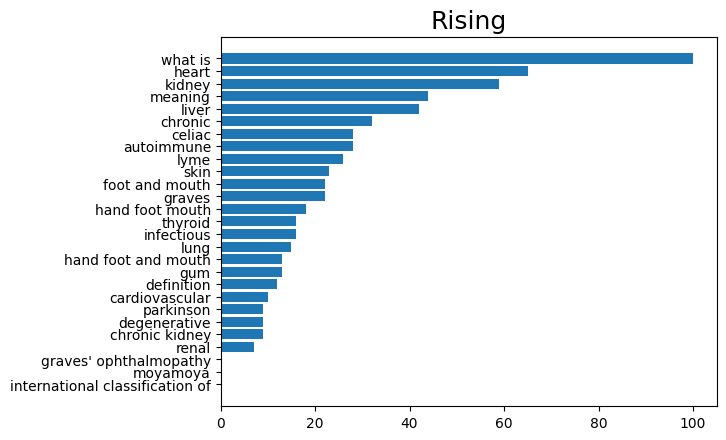 Rising
what is
heart
kidney
meaning
liver
chronic
celiac
autoimmune
lyme
skin
foot and mouth
graves
hand foot mouth
thyroid
infectious
lung
hand foot and mouth
gum
definition
cardiovascular
parkinson
degenerative
chronic kidney
renal
graves' ophthalmopathy
moyamoya
international classification of
0 20 40 60 80 100